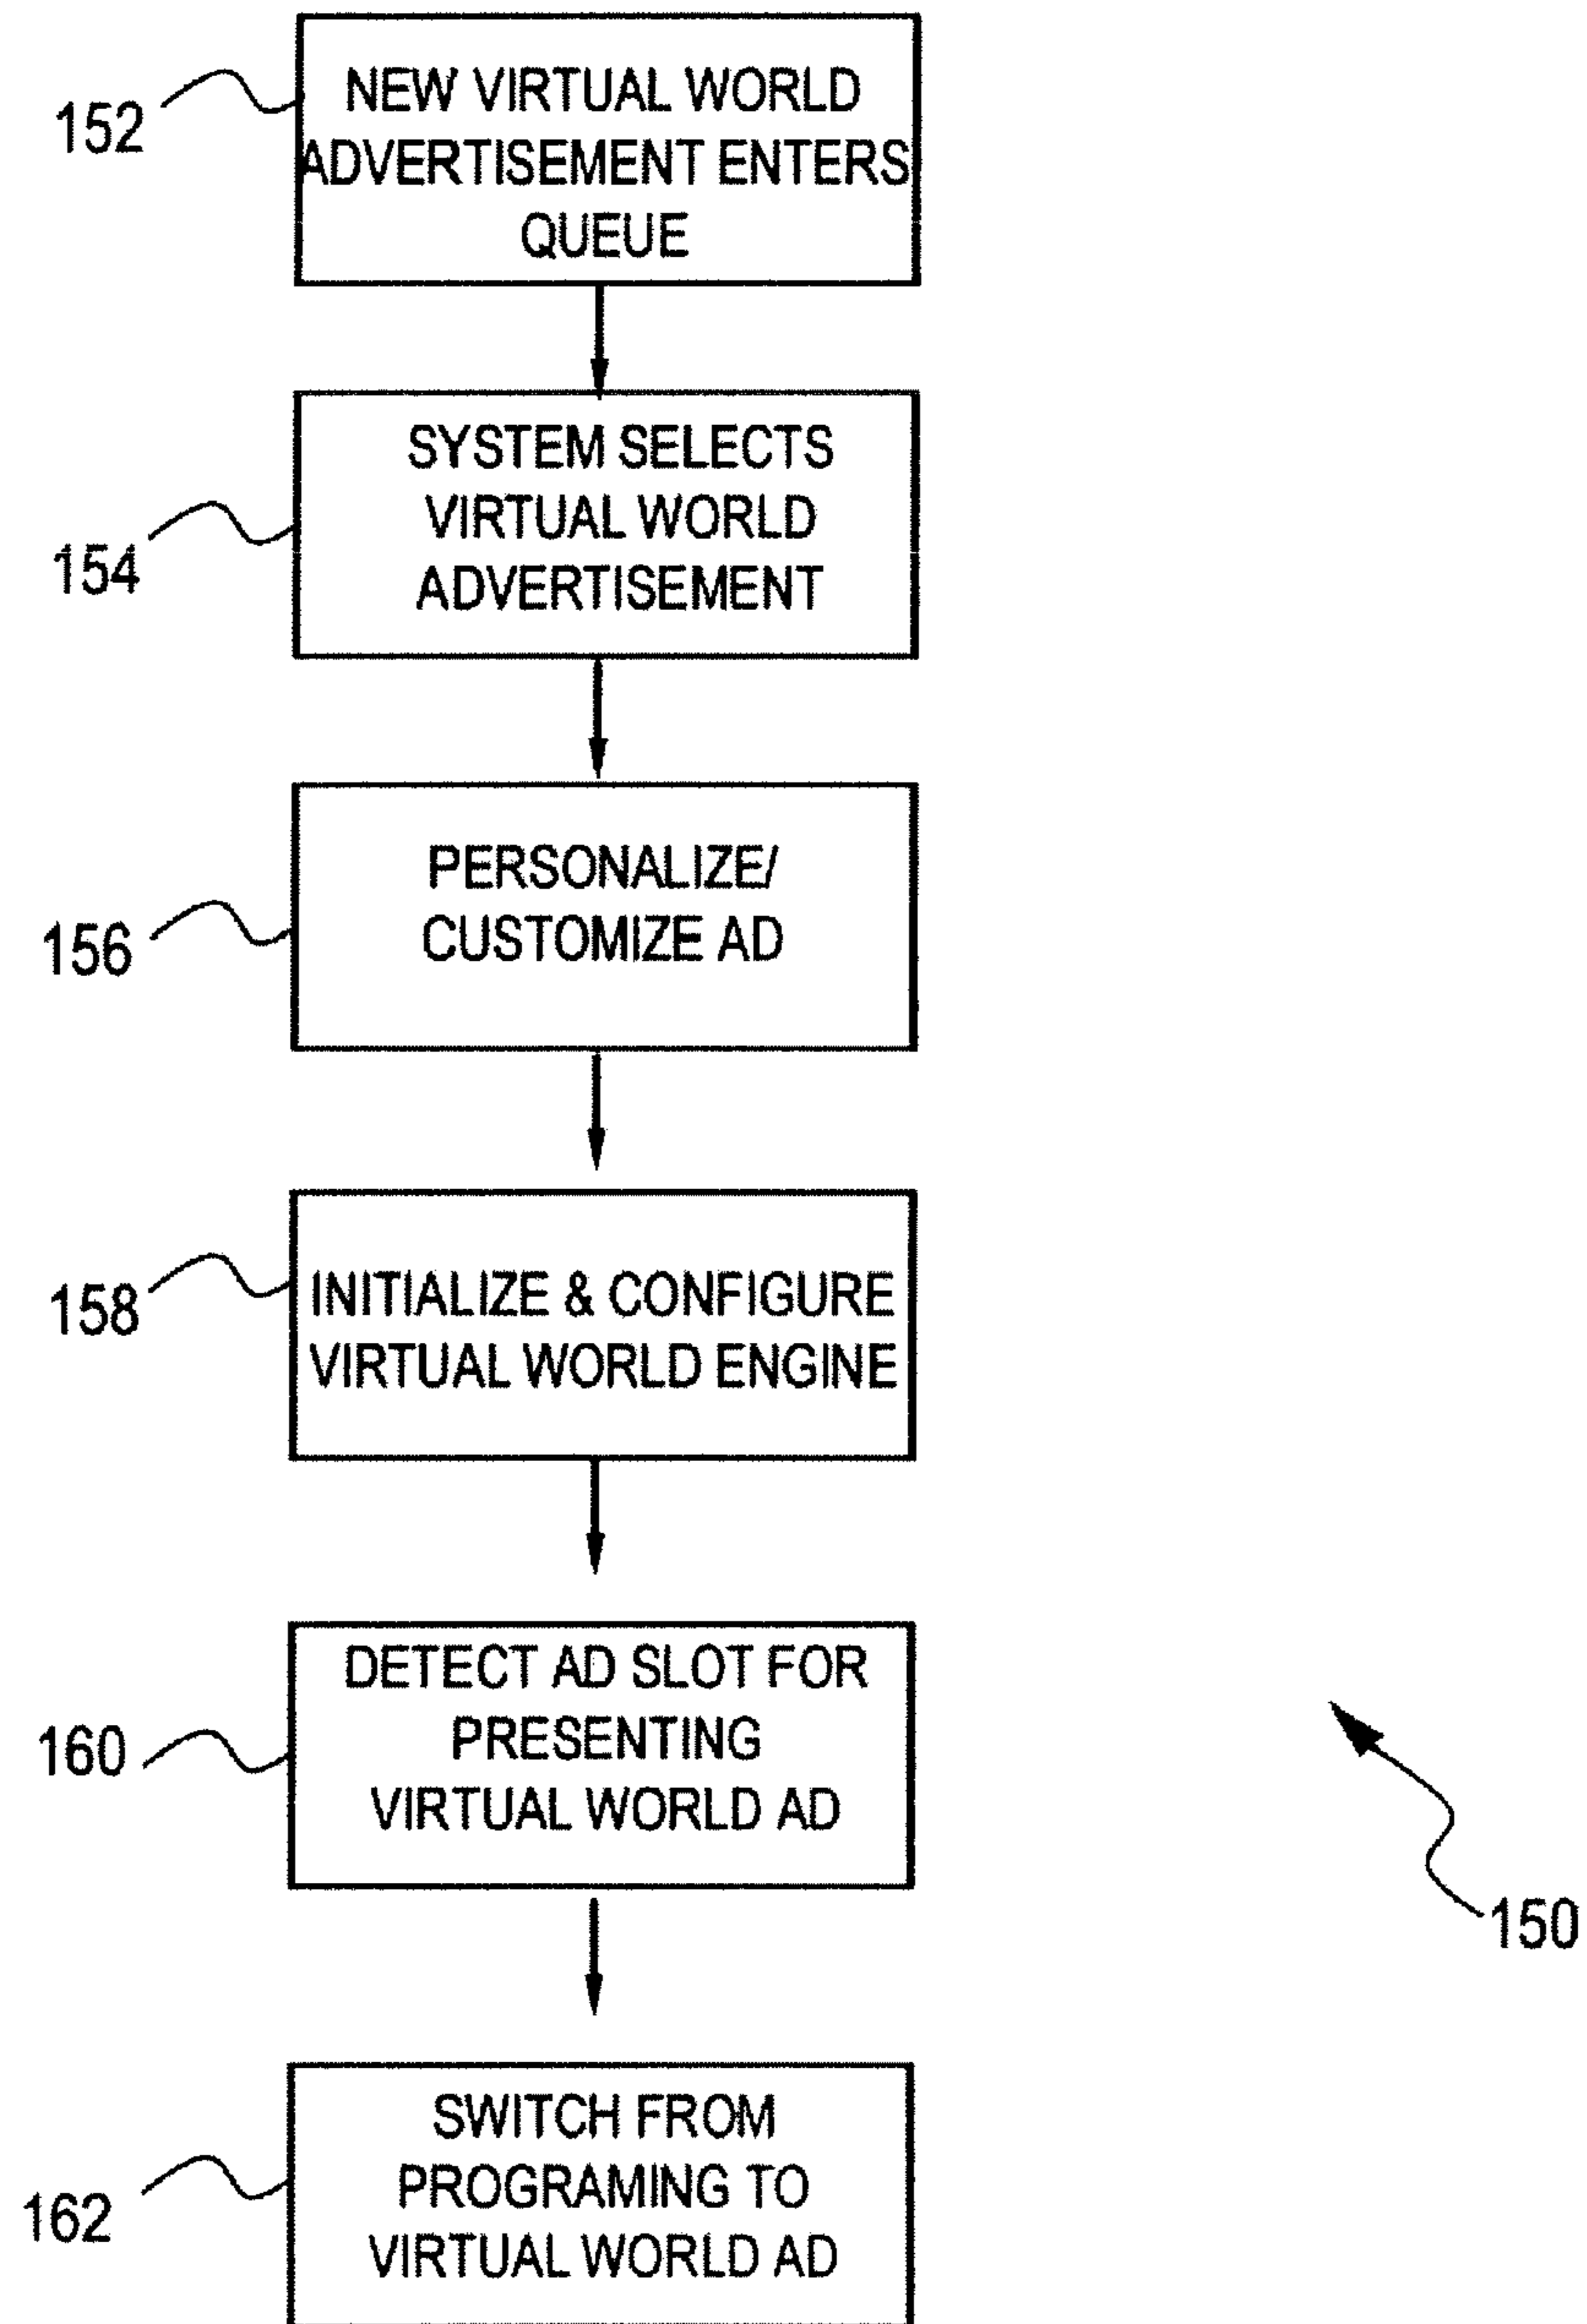 152
NEW VIRTUAL WORLD
ADVERTISEMENT ENTERS
QUEUE
154
SYSTEM SELECTS
VIRTUAL WORLD
ADVERTISEMENT
156
PERSONALIZE/
CUSTOMIZE AD
158
INITIALIZE & CONFIGURE
VIRTUAL WORLD ENGINE
160
DETECT AD SLOT FOR
PRESENTING
VIRTUAL WORLD AD
150
162
SWITCH FROM
PROGRAMING TO
VIRTUAL WORLD AD